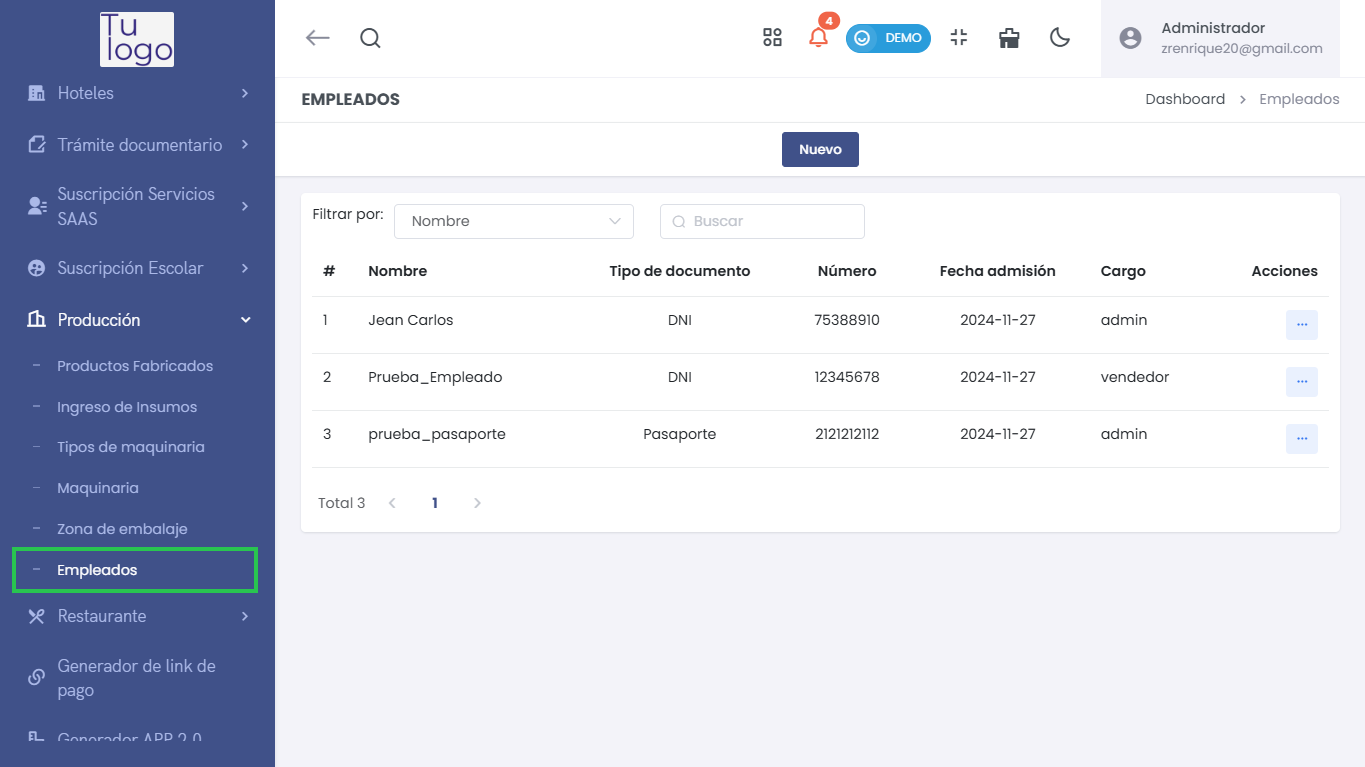 Tu
logo
Hoteles
Trámite documentario
Suscripción Servicios
SAAS
Suscripción Escolar
Producción
Productos Fabricados
Ingreso de Insumos
Tipos de maquinaria
Maquinaria
Zona de embalaje
Empleados
Restaurante
Generador de link de
pago
Generador APP 2.0
4
DEMO
Administrador
zrenrique20@gmail.com
EMPLEADOS
Dashboard > Empleados
Nuevo
Filtrar por: Nombre Buscar
# Nombre Tipo de documento Número Fecha admisión Cargo Acciones
1 Jean Carlos DNI 75388910 2024-11-27 admin ...
2 Prueba_Empleado DNI 12345678 2024-11-27 vendedor ...
3 prueba_pasaporte Pasaporte 2121212112 2024-11-27 admin ...
Total 3 < 1 >